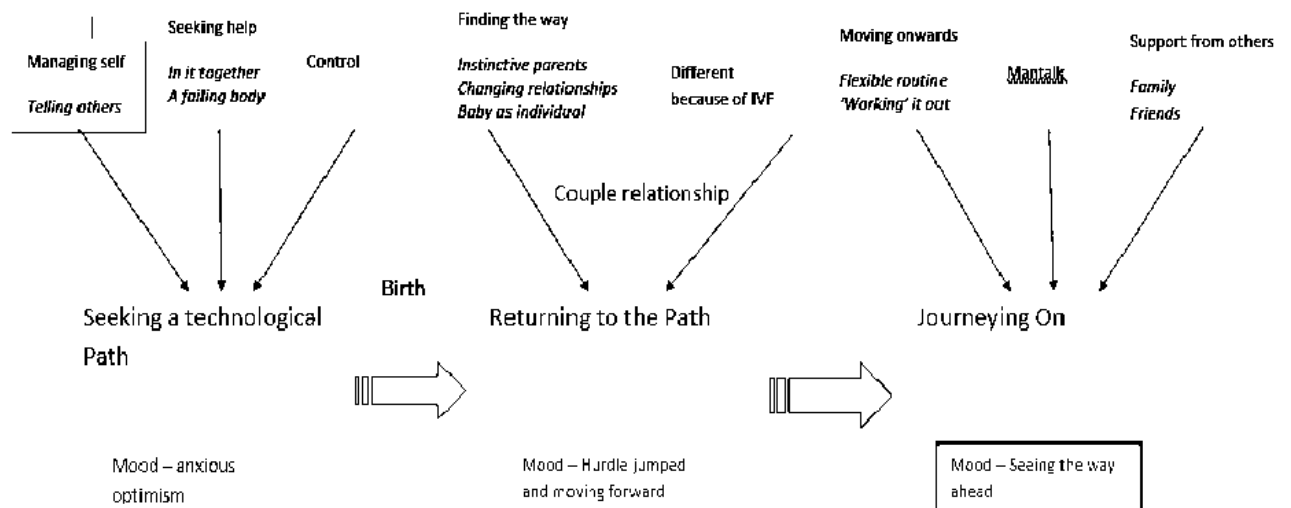 Managing self
Telling others
Seeking help
In it together
A failing body
Control
Finding the way
Instinctive parents
Changing relationships
Baby as individual
Different
because of IVF
Moving onwards
Flexible routine
'Working' it out
Mantalk
Support from others
Family
Friends
Couple relationship
Birth
Seeking a technological
Path
Returning to the Path
Journeying On
Mood – anxious
optimism
Mood – Hurdle jumped
and moving forward
Mood – Seeing the way
ahead